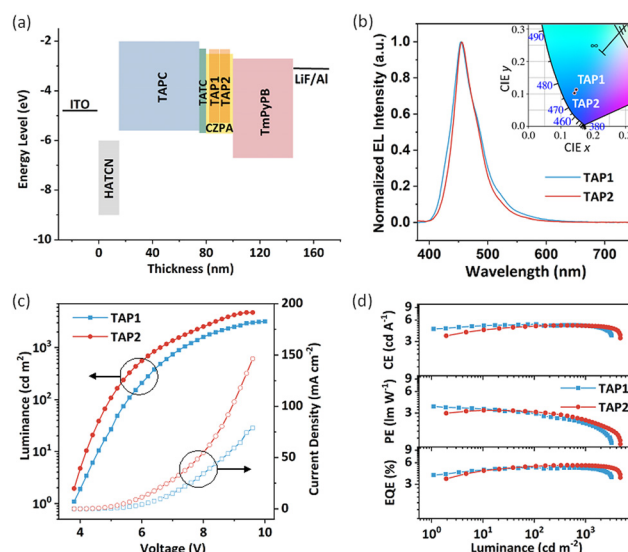 (a)
-2
-4
-6
-8
-10
Energy Level (eV)
ITO
HATCN
TAPC
TATC
TAP1
TAP2
CZPA
TmPyPB
LiF/Al
0
40
80
120
160
Thickness (nm)
(b)
1.0
0.8
0.6
0.4
0.2
0.0
Normalized EL Intensity (a.u.)
400
500
600
700
Wavelength (nm)
TAP1
TAP2
0.3
0.2
0.1
0.0
CIE y
490
480
470
460
380
TAP1
TAP2
0.0
0.1
0.2
0.3
CIE x
(c)
TAP1
TAP2
10³
10²
10¹
10⁰
Luminance (cd m²)
200
150
100
50
0
Current Density (mA cm⁻²)
4
6
8
10
Voltage (V)
(d)
9
6
3
CE (cd A⁻¹)
9
6
3
PE (lm W⁻¹)
TAP1
TAP2
9
6
3
EQE (%)
10⁰
10¹
10²
10³
Luminance (cd m⁻²)